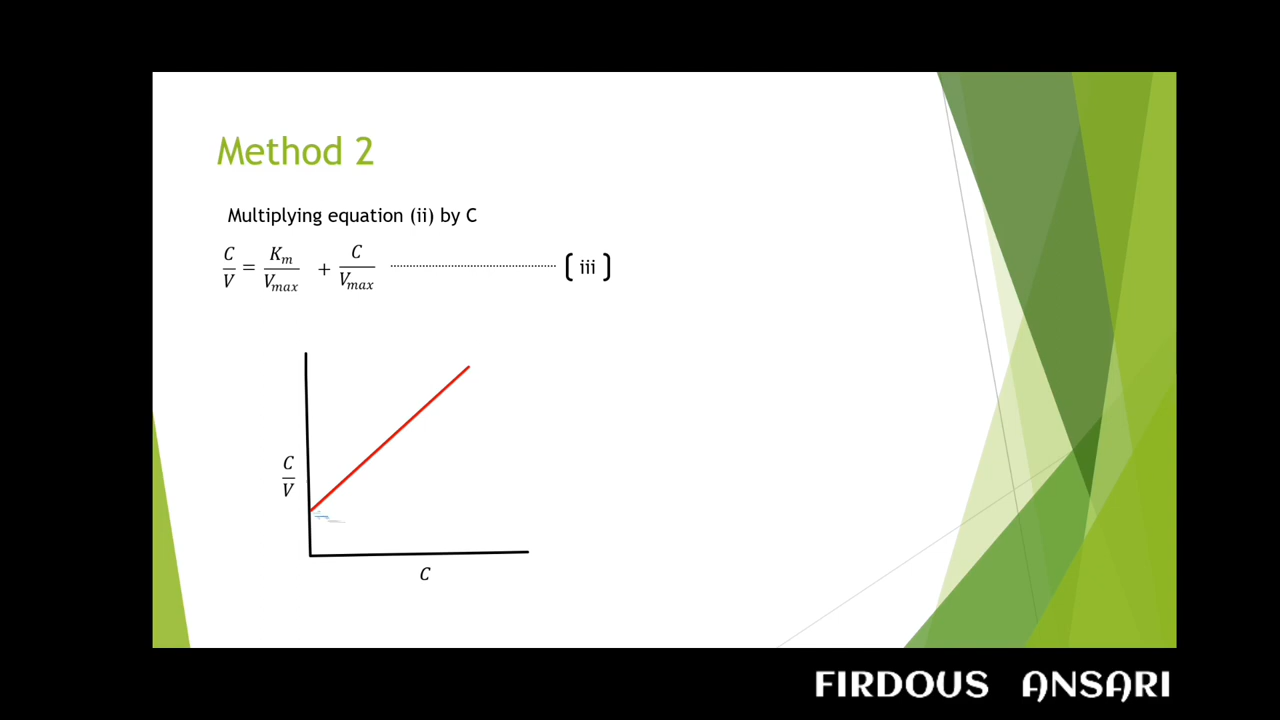 Method 2
Multiplying equation (ii) by C
C/V = Km/Vmax + C/Vmax ........................ ( iii )
C/V
C
FIRDOUS ANSARI